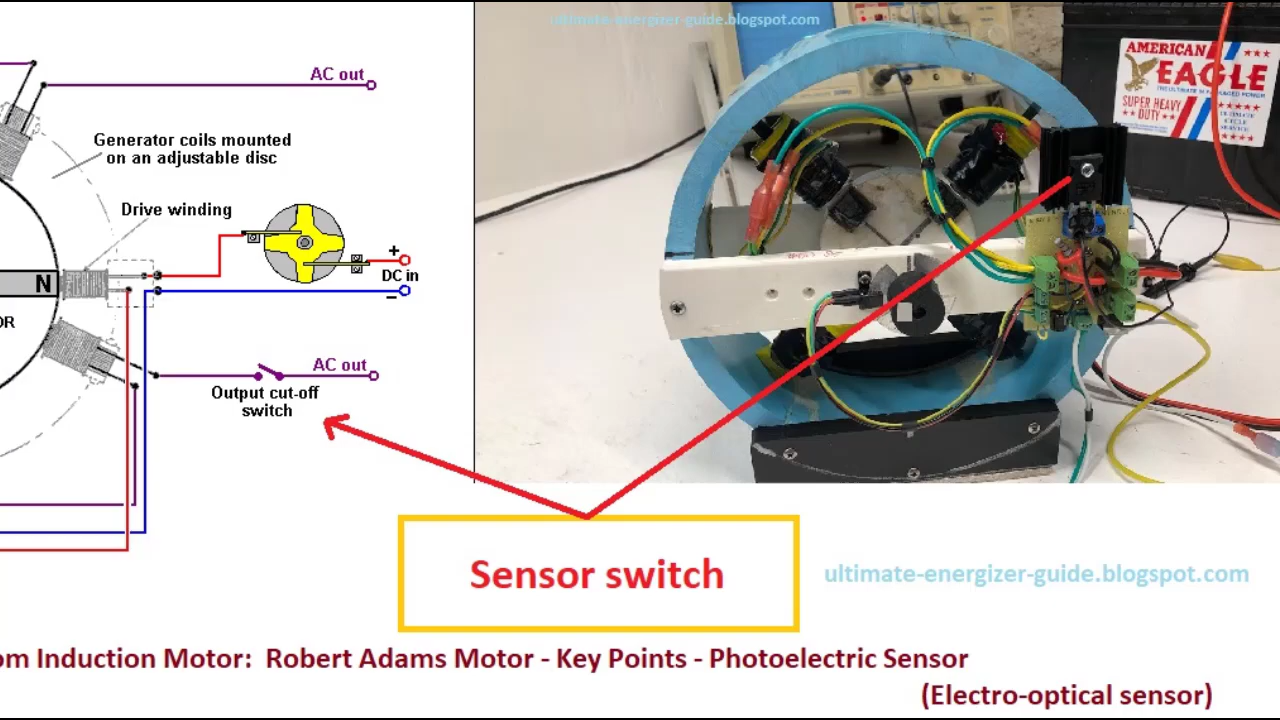 ultimate-energizer-guide.blogspot.com
AC out
Generator coils mounted
on an adjustable disc
Drive winding
+
DC in
−
N
OR
AC out
Output cut-off
switch
AMERICAN
EAGLE
SUPER HEAVY
DUTY
Sensor switch
ultimate-energizer-guide.blogspot.com
om Induction Motor: Robert Adams Motor - Key Points - Photoelectric Sensor
(Electro-optical sensor)